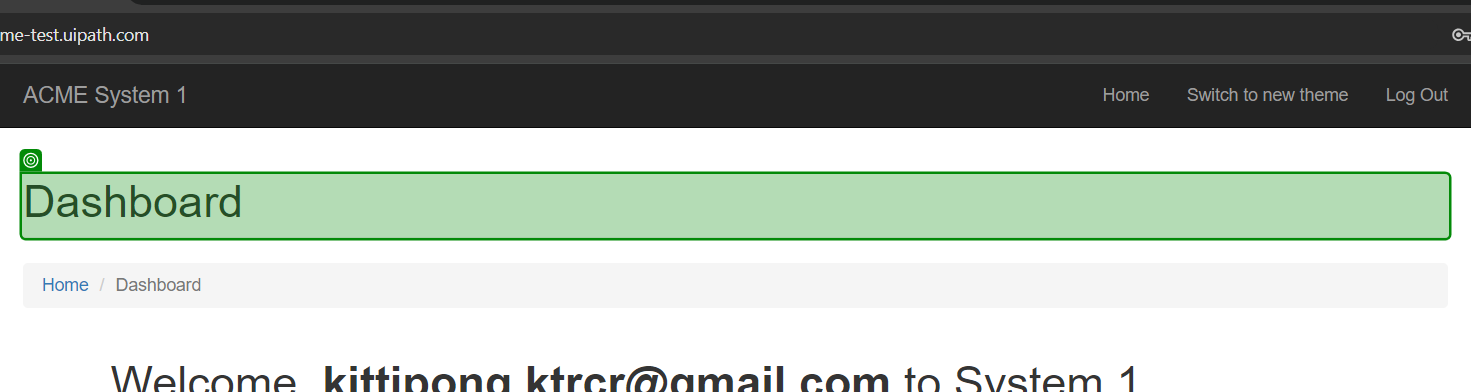 me-test.uipath.com
ACME System 1 Home Switch to new theme Log Out
Dashboard
Home / Dashboard
Welcome, kittipong.ktrcr@gmail.com to System 1